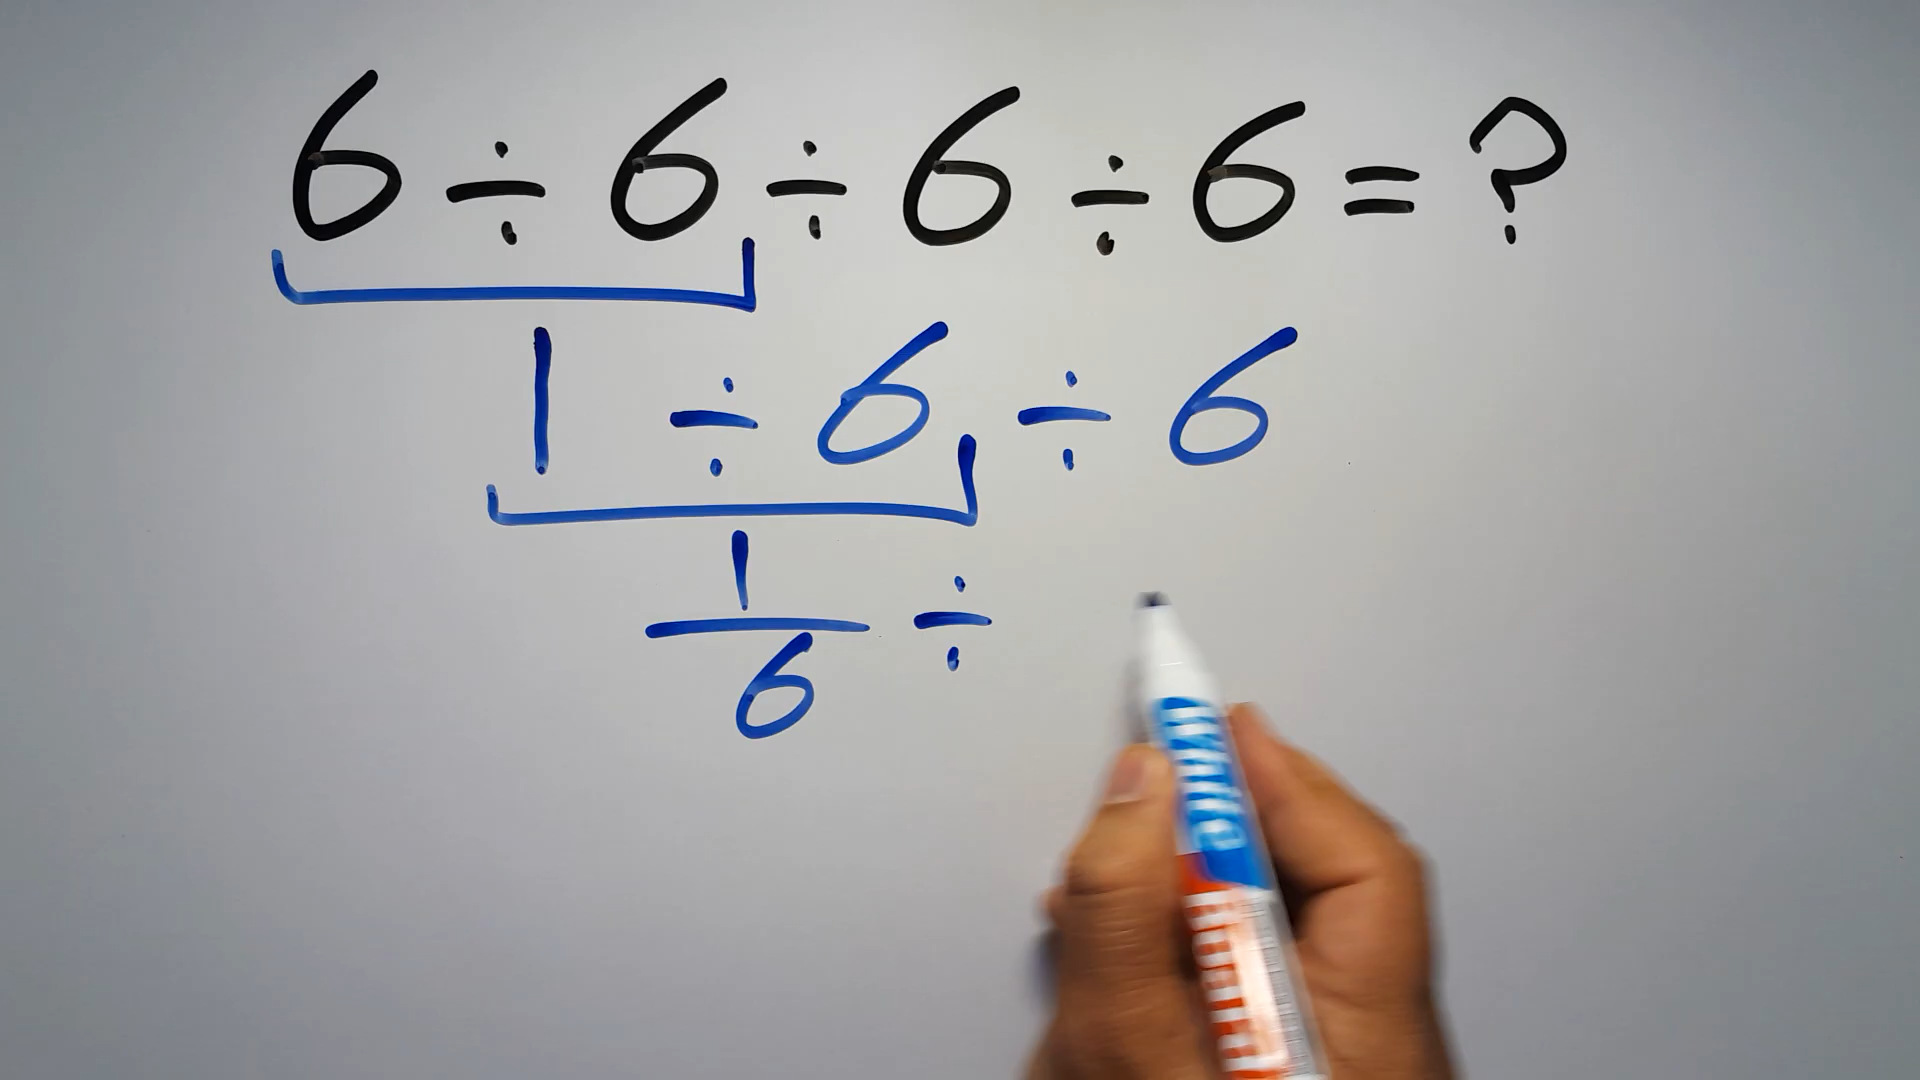 6 ÷ 6 ÷ 6 ÷ 6 = ?
1 ÷ 6 ÷ 6
1
6 ÷